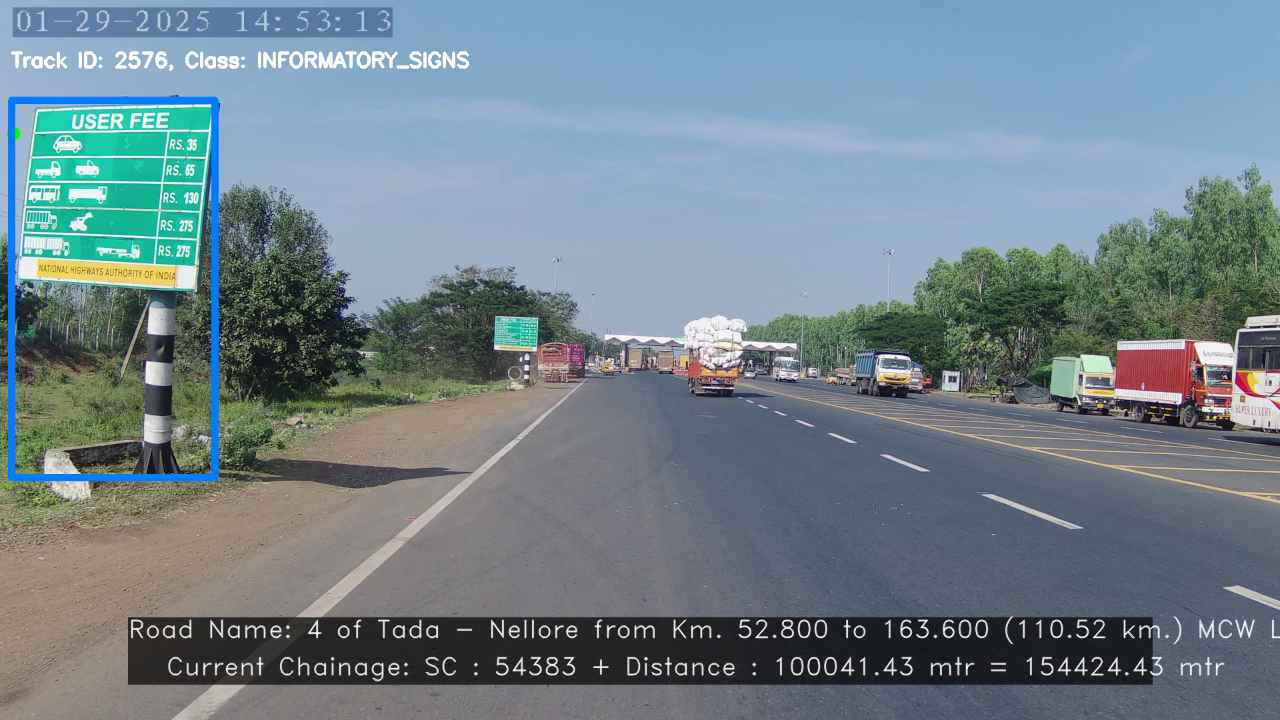 01-29-2025 14:53:13
Track ID: 2576, Class: INFORMATORY_SIGNS
USER FEE
RS. 35
RS. 65
RS. 130
RS. 275
RS. 275
NATIONAL HIGHWAYS AUTHORITY OF INDIA
Road Name: 4 of Tada - Nellore from Km. 52.800 to 163.600 (110.52 km.) MCW L
Current Chainage: SC : 54383 + Distance : 100041.43 mtr = 154424.43 mtr